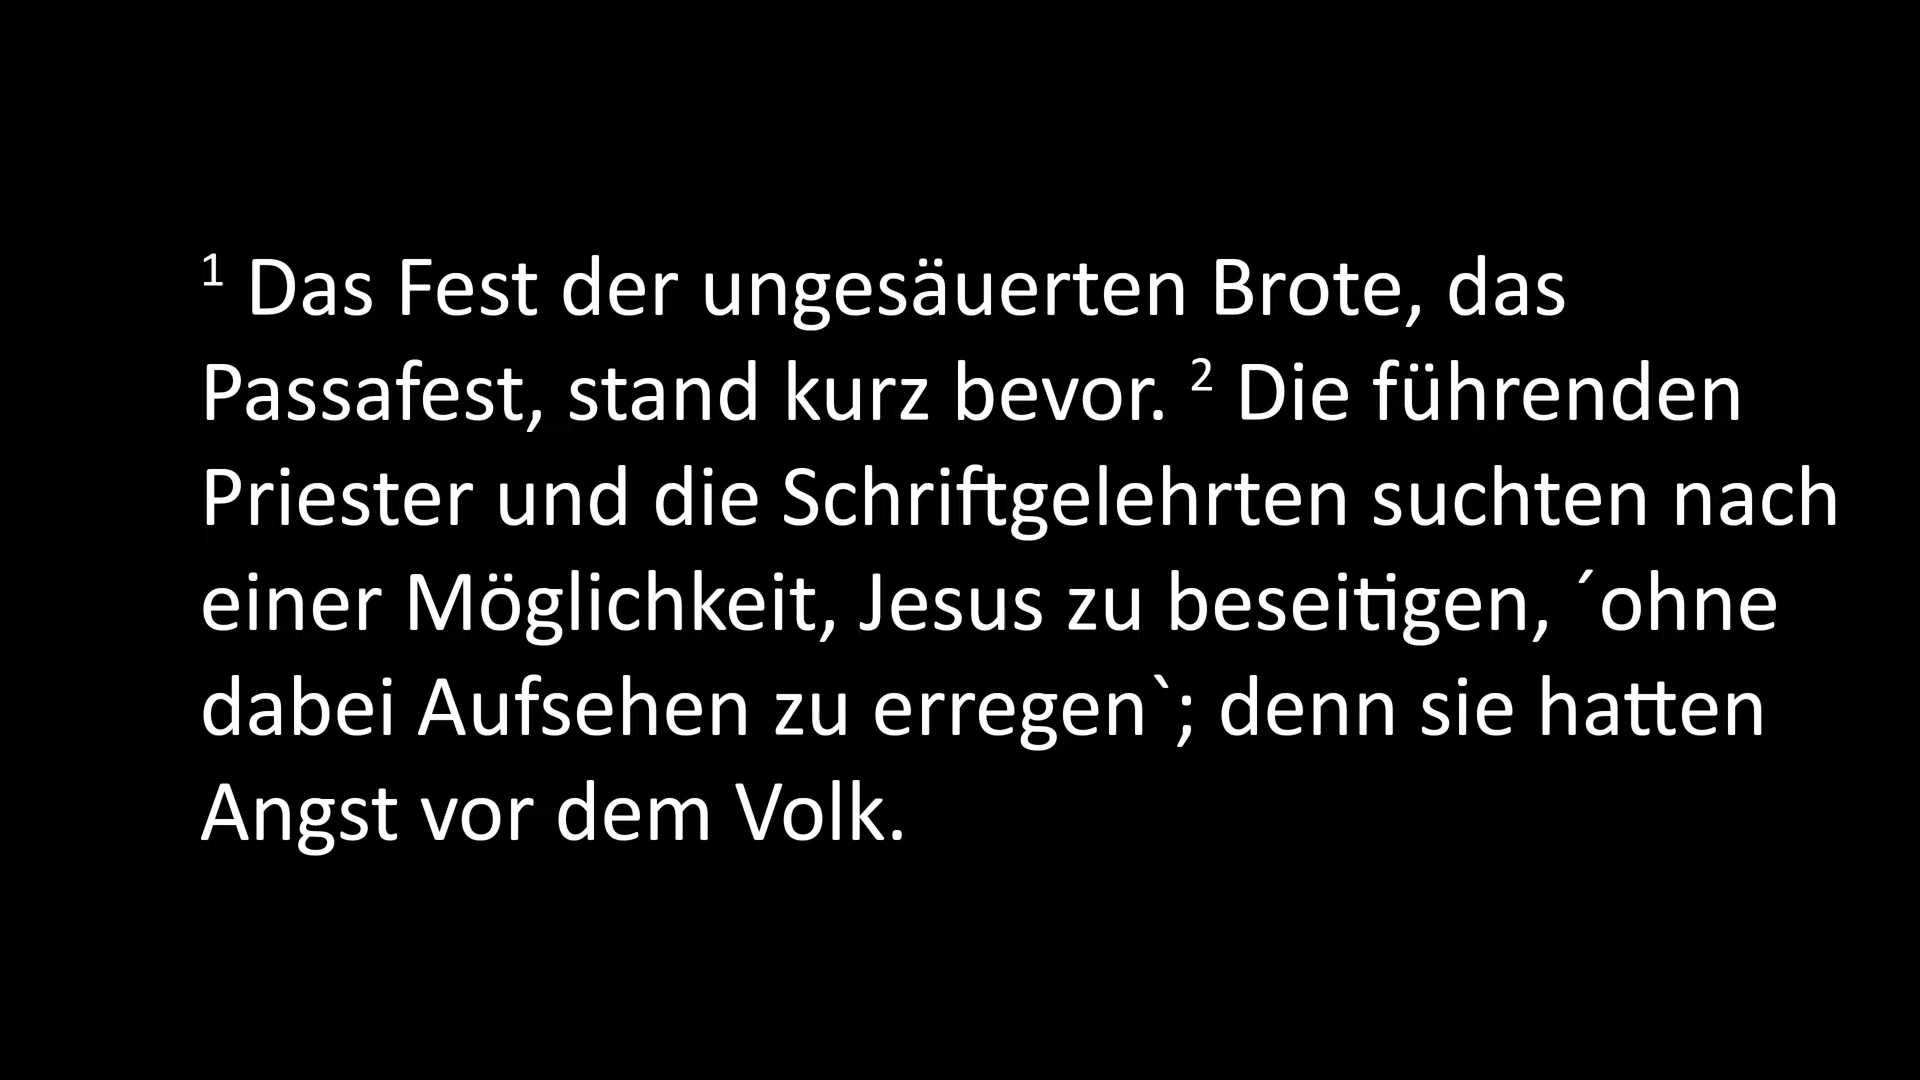 ¹ Das Fest der ungesäuerten Brote, das
Passafest, stand kurz bevor. ² Die führenden
Priester und die Schriftgelehrten suchten nach
einer Möglichkeit, Jesus zu beseitigen, ´ohne
dabei Aufsehen zu erregen`; denn sie hatten
Angst vor dem Volk.